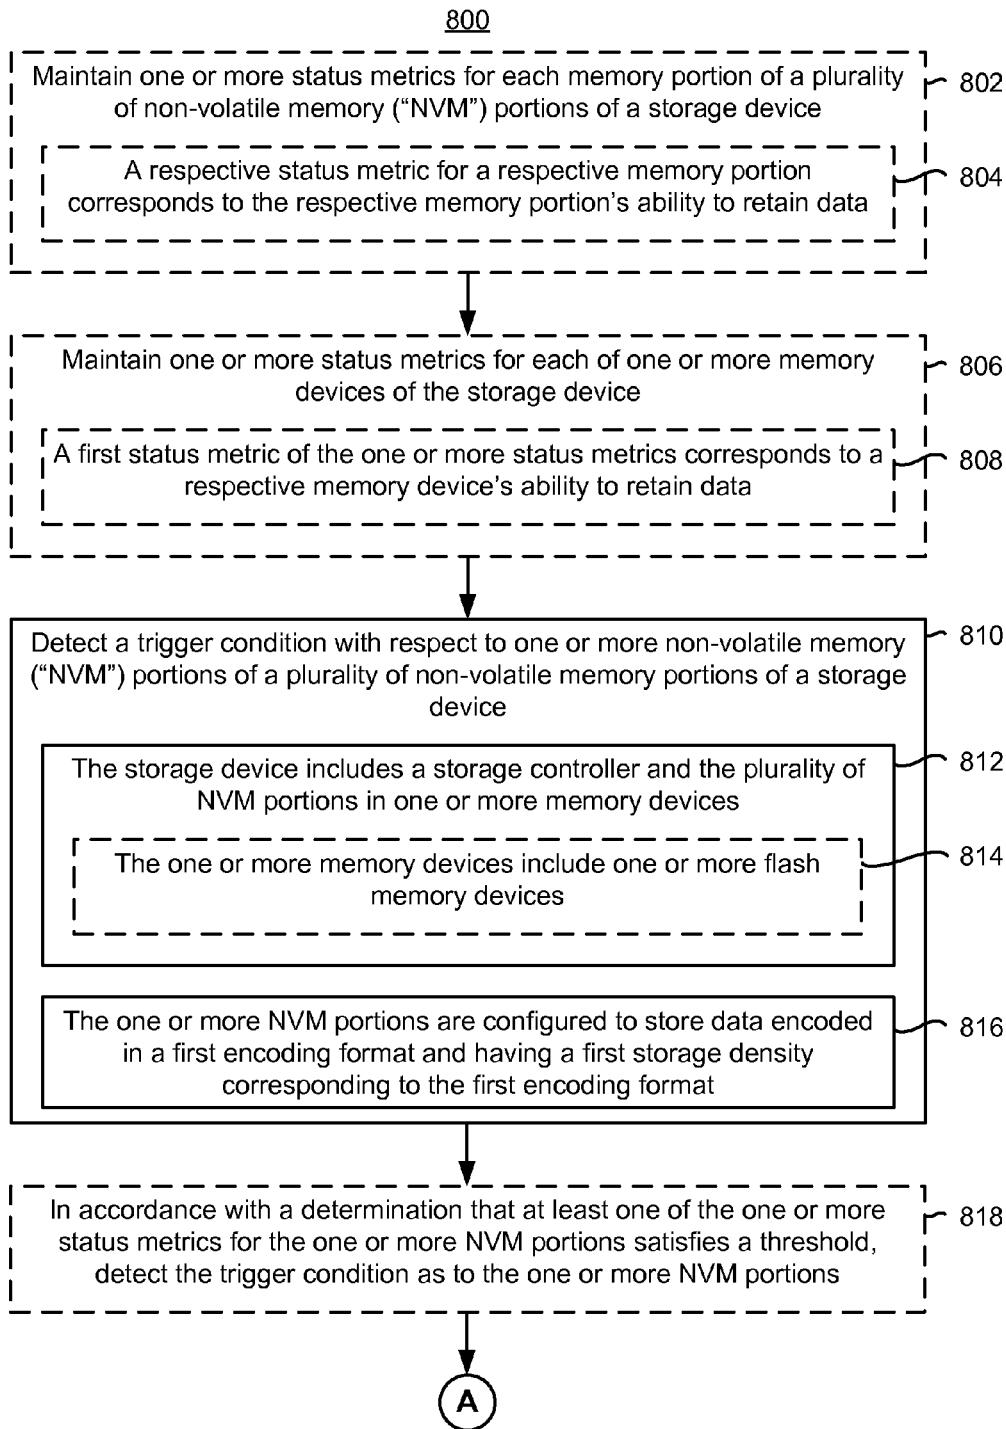 800
Maintain one or more status metrics for each memory portion of a plurality
of non-volatile memory (“NVM”) portions of a storage device
802
A respective status metric for a respective memory portion
corresponds to the respective memory portion’s ability to retain data
804
Maintain one or more status metrics for each of one or more memory
devices of the storage device
806
A first status metric of the one or more status metrics corresponds to a
respective memory device’s ability to retain data
808
Detect a trigger condition with respect to one or more non-volatile memory
(“NVM”) portions of a plurality of non-volatile memory portions of a storage
device
810
The storage device includes a storage controller and the plurality of
NVM portions in one or more memory devices
812
The one or more memory devices include one or more flash
memory devices
814
The one or more NVM portions are configured to store data encoded
in a first encoding format and having a first storage density
corresponding to the first encoding format
816
In accordance with a determination that at least one of the one or more
status metrics for the one or more NVM portions satisfies a threshold,
detect the trigger condition as to the one or more NVM portions
818
A